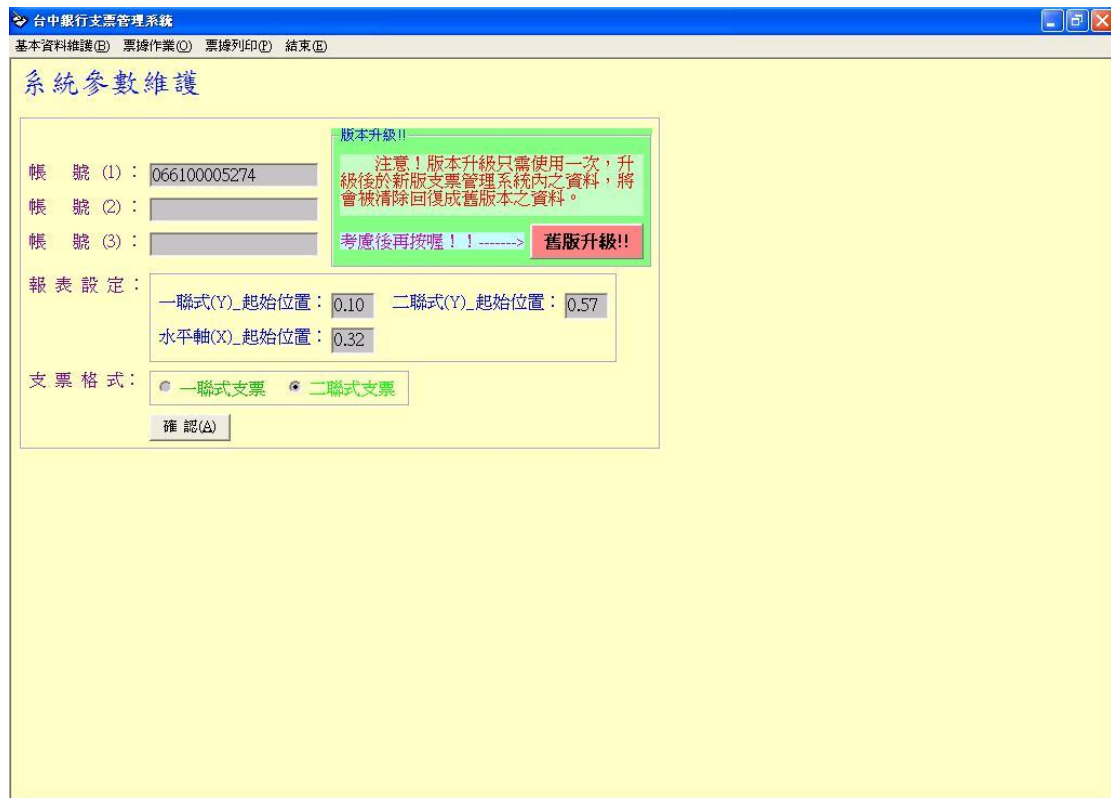 台中銀行支票管理系統
基本資料維護(B) 票據作業(O) 票據列印(P) 結束(E)
系統參數維護
版本升級!!
注意！版本升級只需使用一次，升
級後於新版支票管理系統內之資料，將
會被清除回復成舊版本之資料。
考慮後再按喔！！-------> 舊版升級!!
帳 號 (1)： 066100005274
帳 號 (2)：
帳 號 (3)：
報 表 設 定：
一聯式(Y)_起始位置： 0.10 二聯式(Y)_起始位置： 0.57
水平軸(X)_起始位置： 0.32
支 票 格 式： 一聯式支票 二聯式支票
確 認(A)